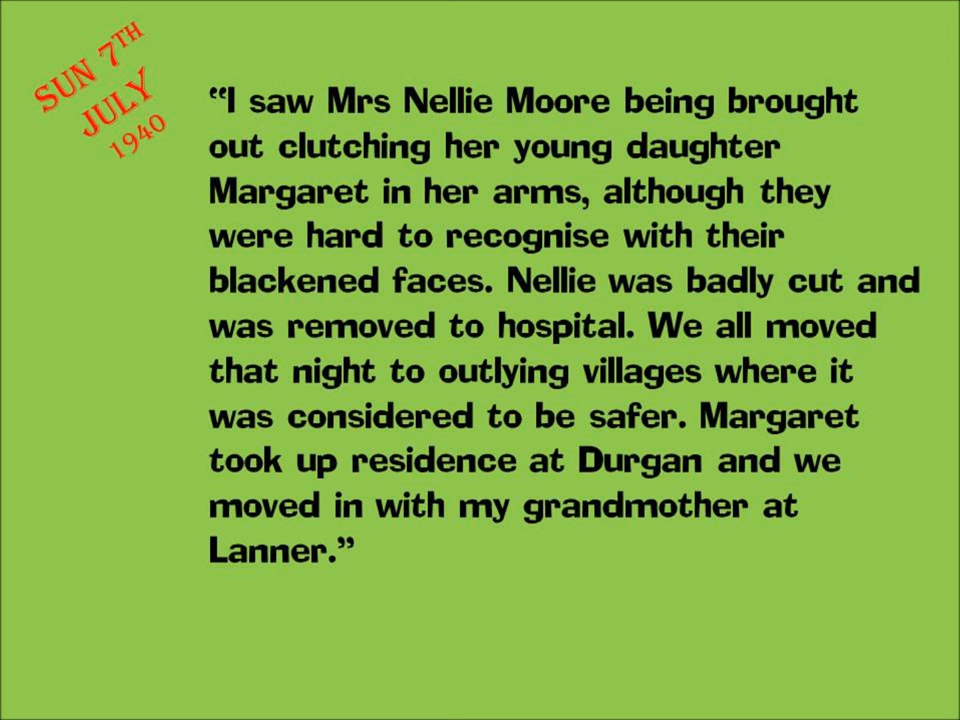 SUN 7TH
JULY
1940
“I saw Mrs Nellie Moore being brought
out clutching her young daughter
Margaret in her arms, although they
were hard to recognise with their
blackened faces. Nellie was badly cut and
was removed to hospital. We all moved
that night to outlying villages where it
was considered to be safer. Margaret
took up residence at Durgan and we
moved in with my grandmother at
Lanner.”